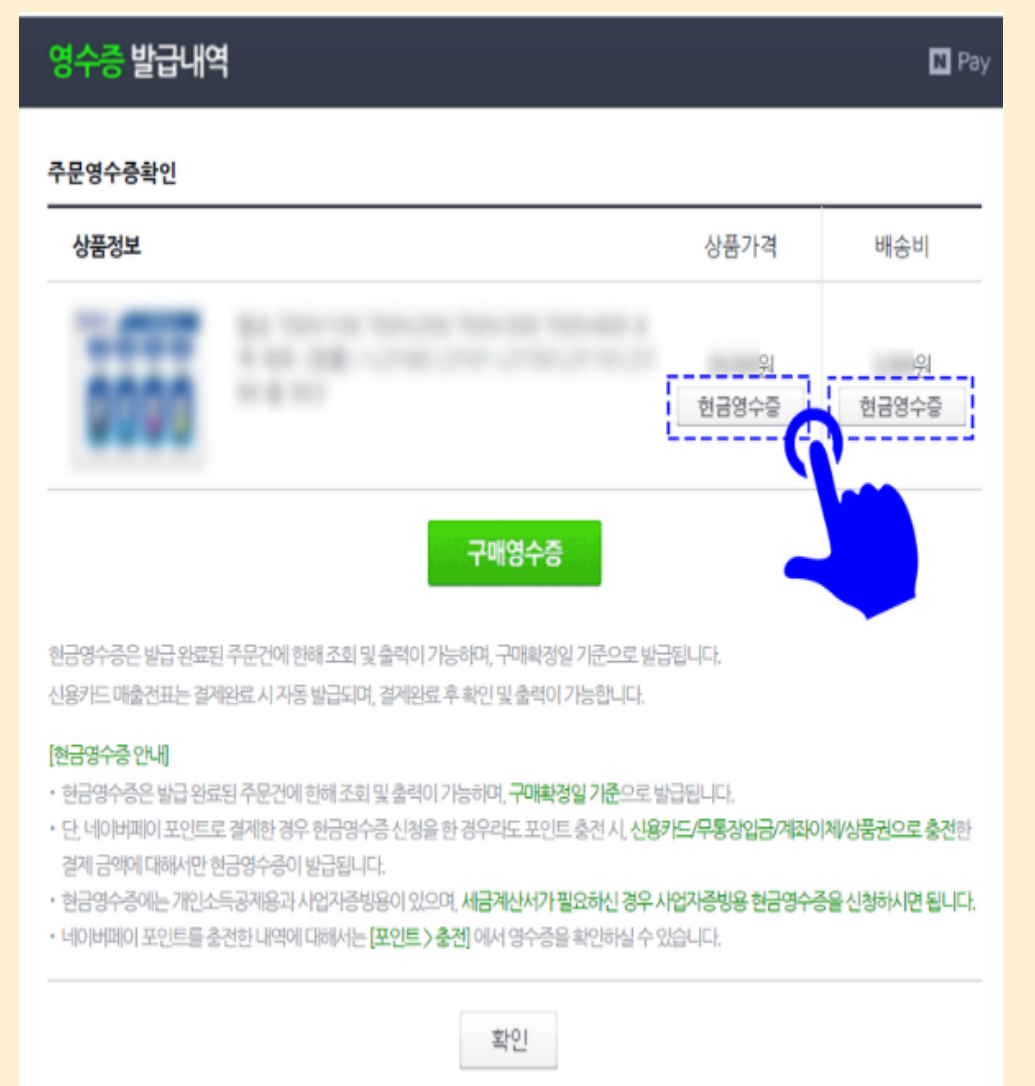 영수증 발급내역
N Pay
주문영수증확인
상품정보 상품가격 배송비
원 원
현금영수증 현금영수증
구매영수증
현금영수증은 발급 완료된 주문건에 한해 조회 및 출력이 가능하며, 구매확정일 기준으로 발급됩니다.
신용카드 매출전표는 결제완료 시 자동 발급되며, 결제완료 후 확인 및 출력이 가능합니다.
[현금영수증 안내]
· 현금영수증은 발급 완료된 주문건에 한해 조회 및 출력이 가능하며, 구매확정일 기준으로 발급됩니다.
· 단, 네이버페이 포인트로 결제한 경우 현금영수증 신청을 한 경우라도 포인트 충전 시, 신용카드/무통장입금/계좌이체/상품권으로 충전한
결제 금액에 대해서만 현금영수증이 발급됩니다.
· 현금영수증에는 개인소득공제용과 사업자증빙용이 있으며, 세금계산서가 필요하신 경우 사업자증빙용 현금영수증을 신청하시면 됩니다.
· 네이버페이 포인트를 충전한 내역에 대해서는 [포인트 > 충전] 에서 영수증을 확인하실 수 있습니다.
확인